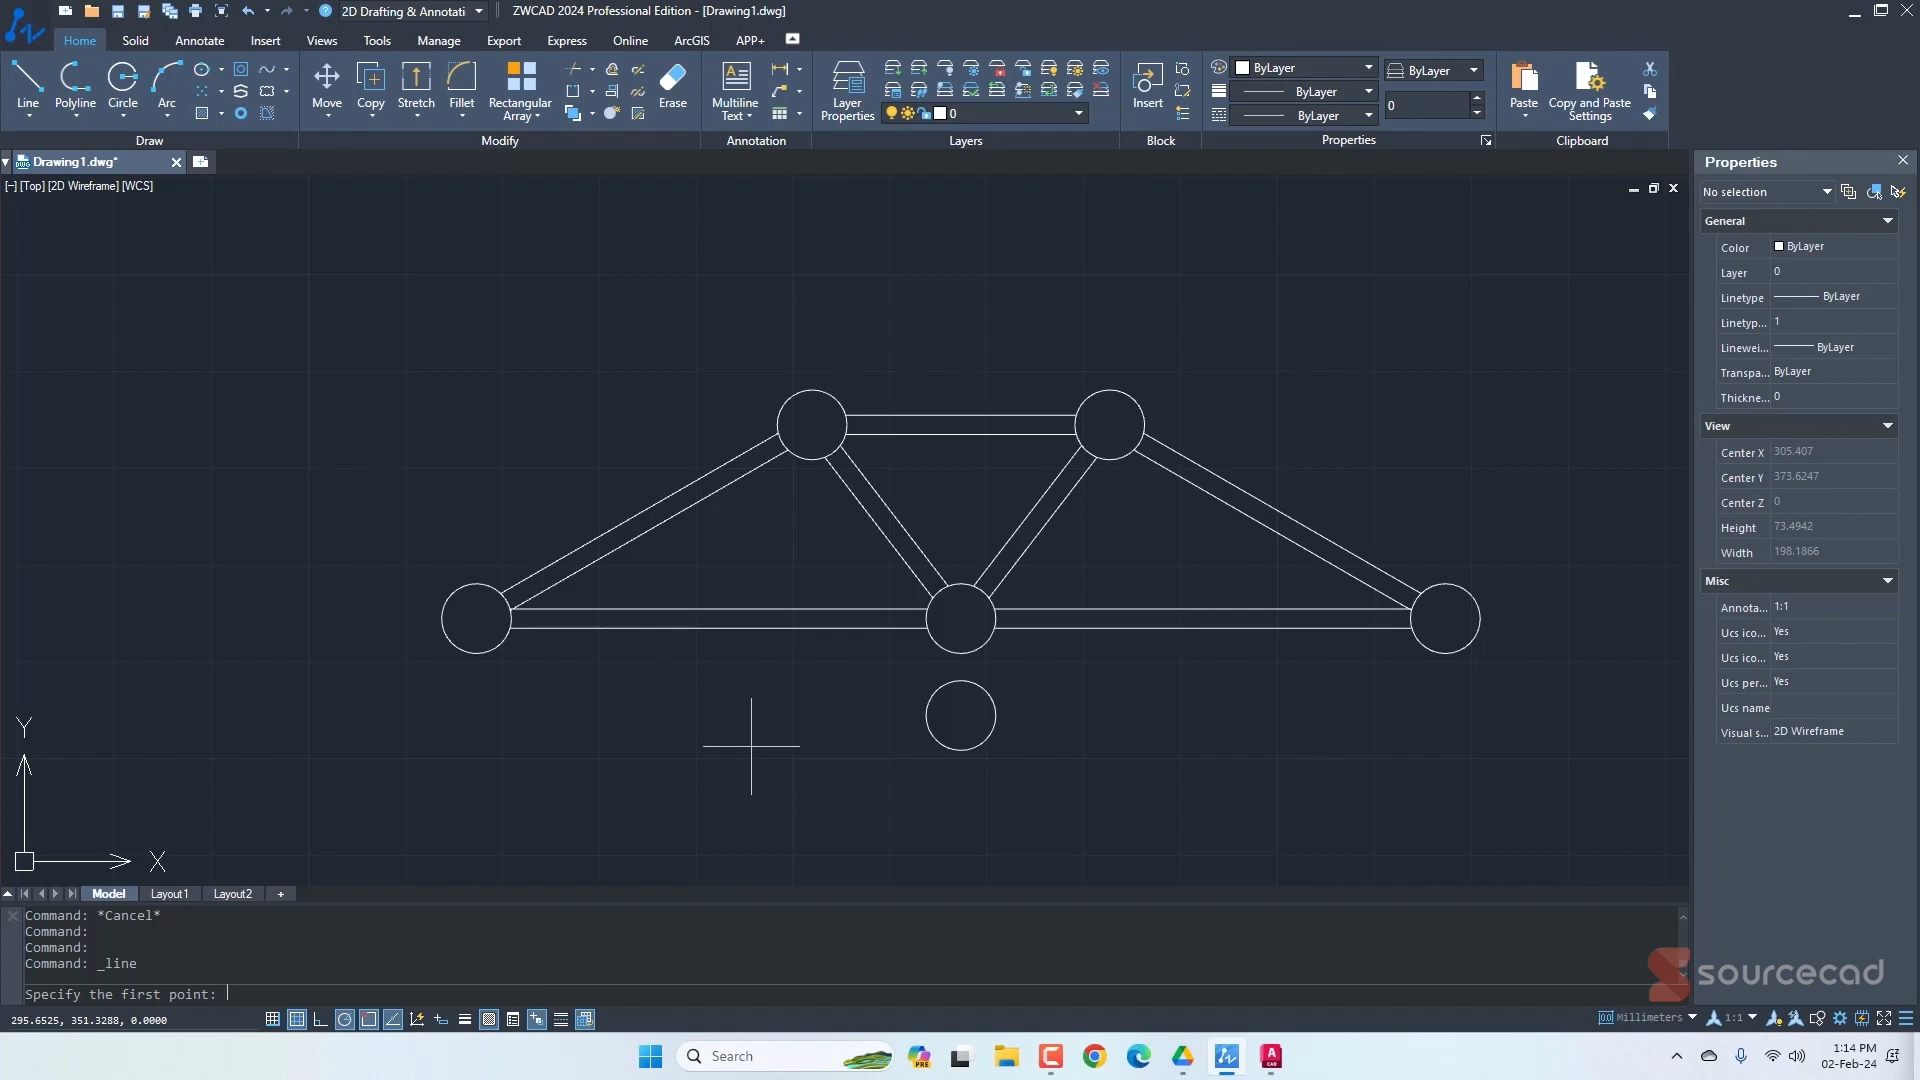 2D Drafting & Annotati
ZWCAD 2024 Professional Edition - [Drawing1.dwg]
Home Solid Annotate Insert Views Tools Manage Export Express Online ArcGIS APP+
Line Polyline Circle Arc
Draw
Move Copy Stretch Fillet Rectangular Array Erase
Modify
Multiline Text
Annotation
Layer Properties
0
Layers
Insert
Block
ByLayer ByLayer
ByLayer 0
ByLayer
Properties
Paste Copy and Paste Settings
Clipboard
Drawing1.dwg*
[−] [Top] [2D Wireframe] [WCS]
Properties
No selection
General
Color ByLayer
Layer 0
Linetype ByLayer
Linetyp... 1
Linewei... ByLayer
Transpa... ByLayer
Thickne... 0
View
Center X 305.407
Center Y 373.6247
Center Z 0
Height 73.4942
Width 198.1866
Misc
Annota... 1:1
Ucs ico... Yes
Ucs ico... Yes
Ucs per... Yes
Ucs name
Visual s... 2D Wireframe
Y
X
Model Layout1 Layout2 +
Command: *Cancel*
Command:
Command:
Command: _line
Specify the first point:
sourcecad
295.6525, 351.3288, 0.0000
Millimeters 1:1
Search
PRE
1:14 PM
02-Feb-24